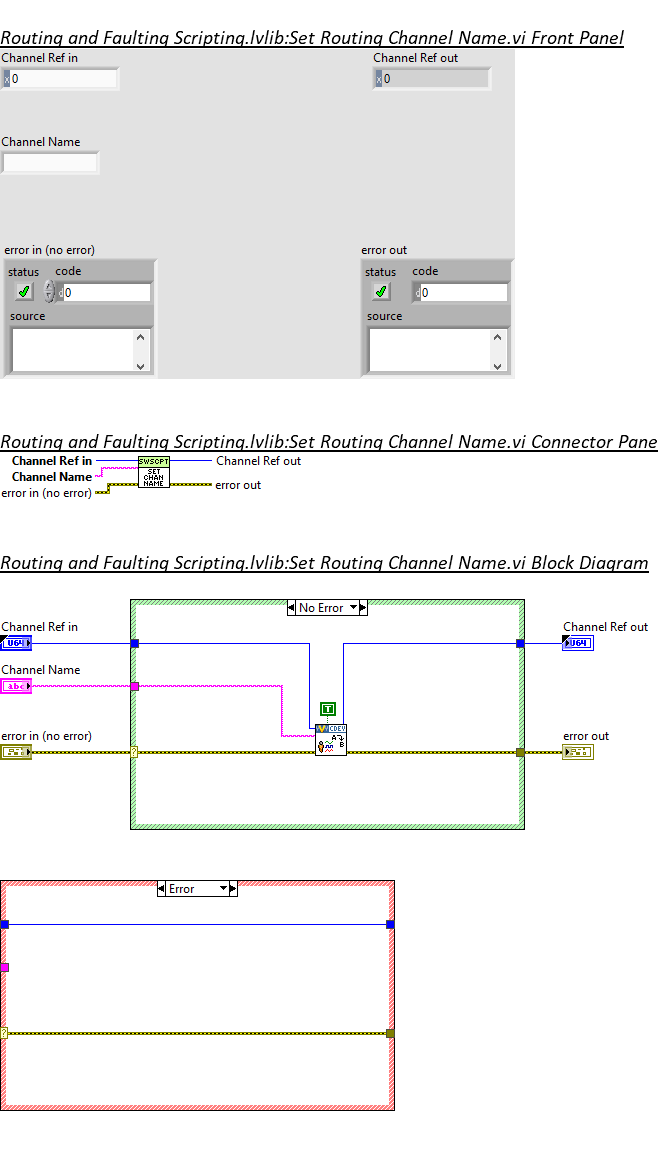 Routing and Faulting Scripting.lvlib:Set Routing Channel Name.vi Front Panel
Channel Ref in
Channel Ref out
x 0
x 0
Channel Name
error in (no error)
error out
status code
status code
d 0
d 0
source
source
Routing and Faulting Scripting.lvlib:Set Routing Channel Name.vi Connector Pane
Channel Ref in
SWSCPT
Channel Ref out
Channel Name
SET
CHAN
NAME
error in (no error)
error out
Routing and Faulting Scripting.lvlib:Set Routing Channel Name.vi Block Diagram
No Error
Channel Ref in
Channel Ref out
U64
U64
Channel Name
abc
T
CDEV
A
B
error in (no error)
error out
?
Error
?